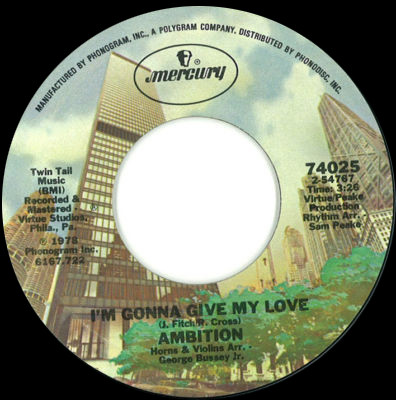 MANUFACTURED BY PHONOGRAM, INC., A POLYGRAM COMPANY. DISTRIBUTED BY PHONODISC, INC.
mercury
®
Twin Tail
Music
(BMI)
Recorded &
Mastered -
Virtue Studios.
Phila., Pa.
℗ 1978
Phonogram Inc.
6167.722
®
74025
2-54767
Time: 3:26
Virtue/Peake
Production
Rhythm Arr.
Sam Peake
I'M GONNA GIVE MY LOVE
(J. Fitch/R. Cross)
AMBITION
Horns & Violins Arr. -
George Bussey Jr.